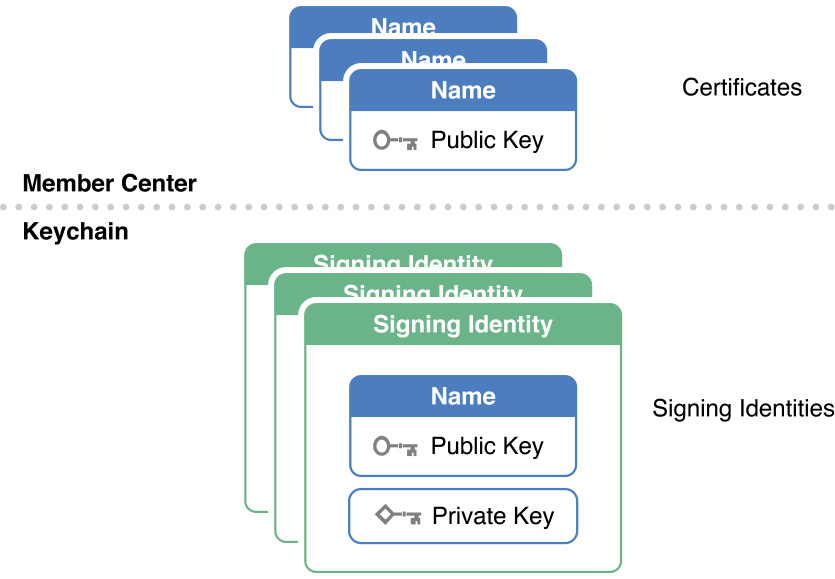 Name
Name
Name
Certificates
Public Key
Member Center
Keychain
Signing Identity
Signing Identity
Signing Identity
Name
Signing Identities
Public Key
Private Key